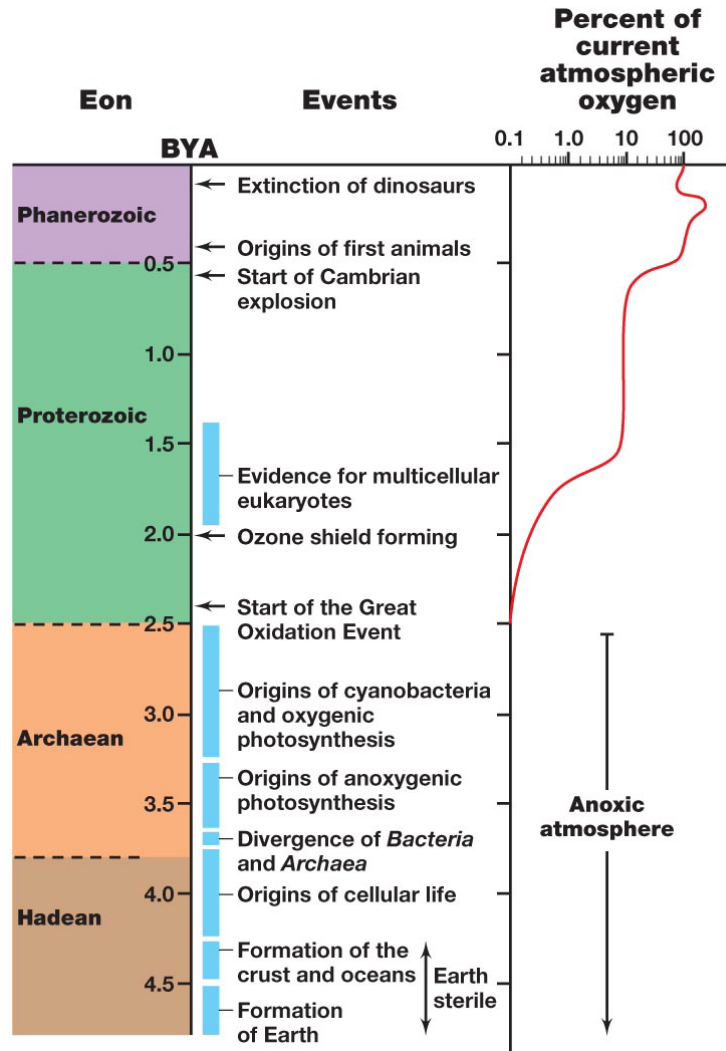 Percent of
current
atmospheric
oxygen
Eon
Events
BYA
0.1 1.0 10 100
Extinction of dinosaurs
Phanerozoic
Origins of first animals
0.5
Start of Cambrian
explosion
1.0
Proterozoic
1.5
Evidence for multicellular
eukaryotes
2.0
Ozone shield forming
Start of the Great
Oxidation Event
2.5
Origins of cyanobacteria
and oxygenic
photosynthesis
3.0
Archaean
Origins of anoxygenic
photosynthesis
3.5
Anoxic
atmosphere
Divergence of Bacteria
and Archaea
4.0
Origins of cellular life
Hadean
Formation of the
crust and oceans
Earth
sterile
4.5
Formation
of Earth